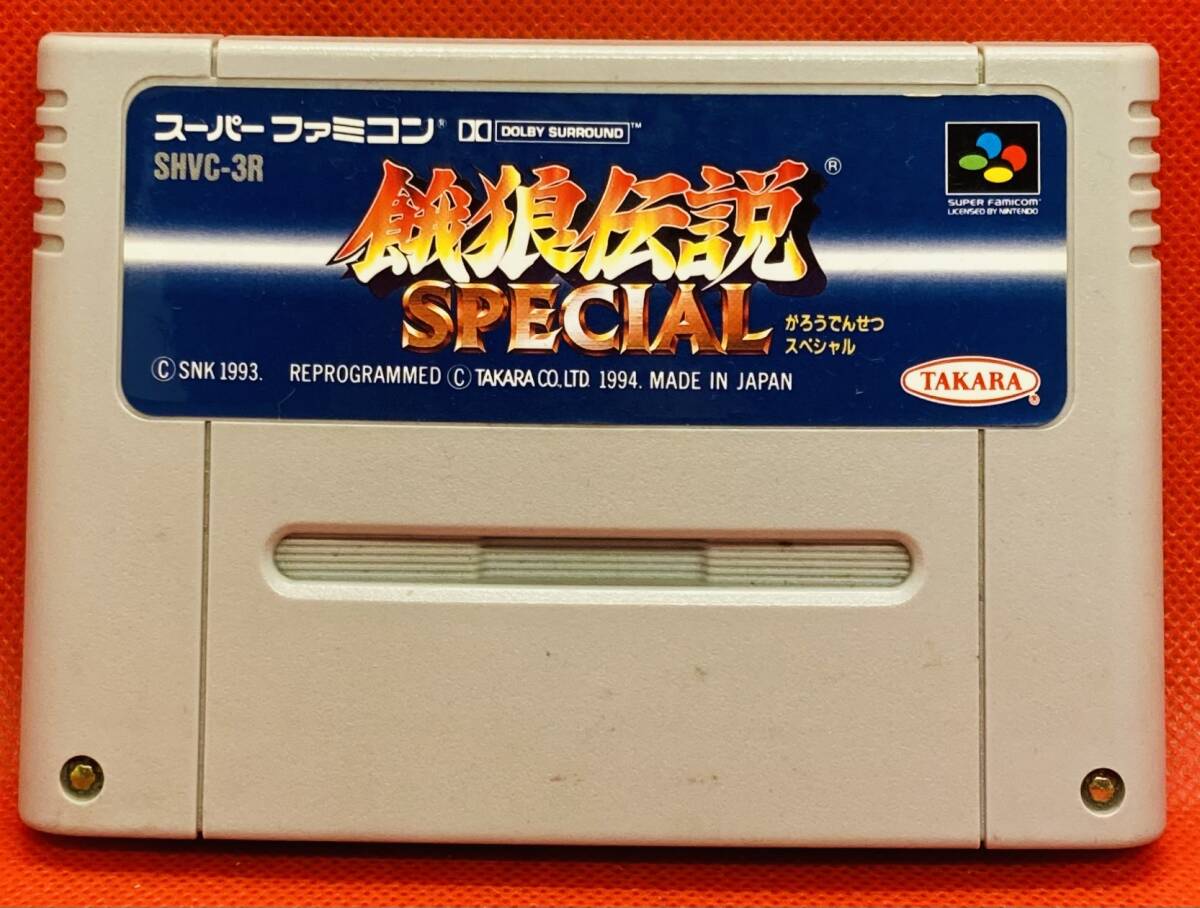 スーパーファミコン® DOLBY SURROUND™
SHVC-3R
餓狼伝説®
SPECIAL
がろうでんせつ
スペシャル
SUPER FAMICOM™
LICENSED BY NINTENDO
© SNK 1993. REPROGRAMMED © TAKARA CO.,LTD. 1994. MADE IN JAPAN
TAKARA®